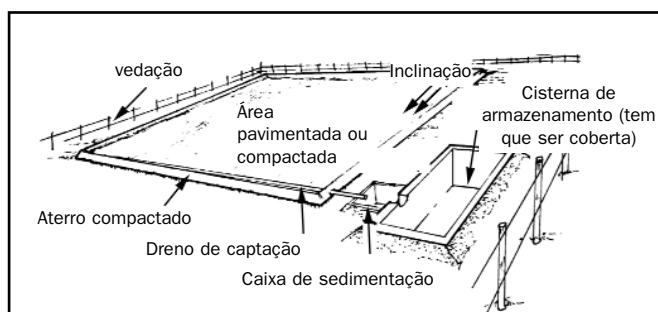 vedação
Inclinação
Cisterna de
armazenamento (tem
que ser coberta)
Área
pavimentada ou
compactada
Aterro compactado
Dreno de captação
Caixa de sedimentação